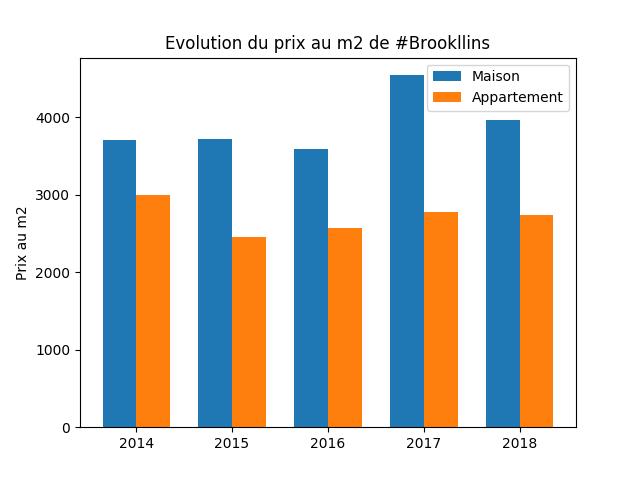 Evolution du prix au m2 de #Brookllins
Maison
Appartement
Prix au m2
4000
3000
2000
1000
0
2014 2015 2016 2017 2018